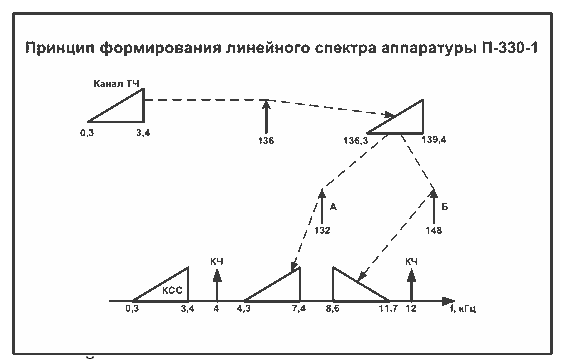 Принцип формирования линейного спектра аппаратуры П-330-1
Канал ТЧ
0,3 3,4 136 136,3 139,4
А Б
132 148
КЧ КЧ
КСС
0,3 3,4 4 4,3 7,4 8,6 11,7 12 f, кГц